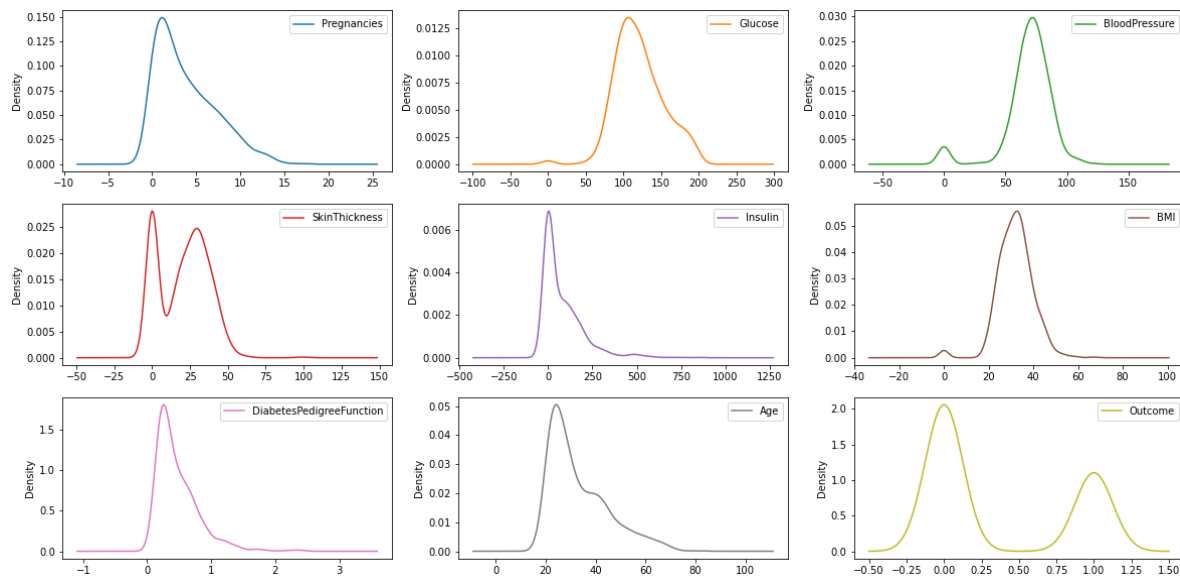 Pregnancies
Density
0.150
0.125
0.100
0.075
0.050
0.025
0.000
−10 −5 0 5 10 15 20 25
Glucose
Density
0.0125
0.0100
0.0075
0.0050
0.0025
0.0000
−100 −50 0 50 100 150 200 250 300
BloodPressure
Density
0.030
0.025
0.020
0.015
0.010
0.005
0.000
−50 0 50 100 150
SkinThickness
Density
0.025
0.020
0.015
0.010
0.005
0.000
−50 −25 0 25 50 75 100 125 150
Insulin
Density
0.006
0.004
0.002
0.000
−500 −250 0 250 500 750 1000 1250
BMI
Density
0.05
0.04
0.03
0.02
0.01
0.00
−40 −20 0 20 40 60 80 100
DiabetesPedigreeFunction
Density
1.5
1.0
0.5
0.0
−1 0 1 2 3
Age
Density
0.05
0.04
0.03
0.02
0.01
0.00
0 20 40 60 80 100
Outcome
Density
2.0
1.5
1.0
0.5
0.0
−0.50 −0.25 0.00 0.25 0.50 0.75 1.00 1.25 1.50